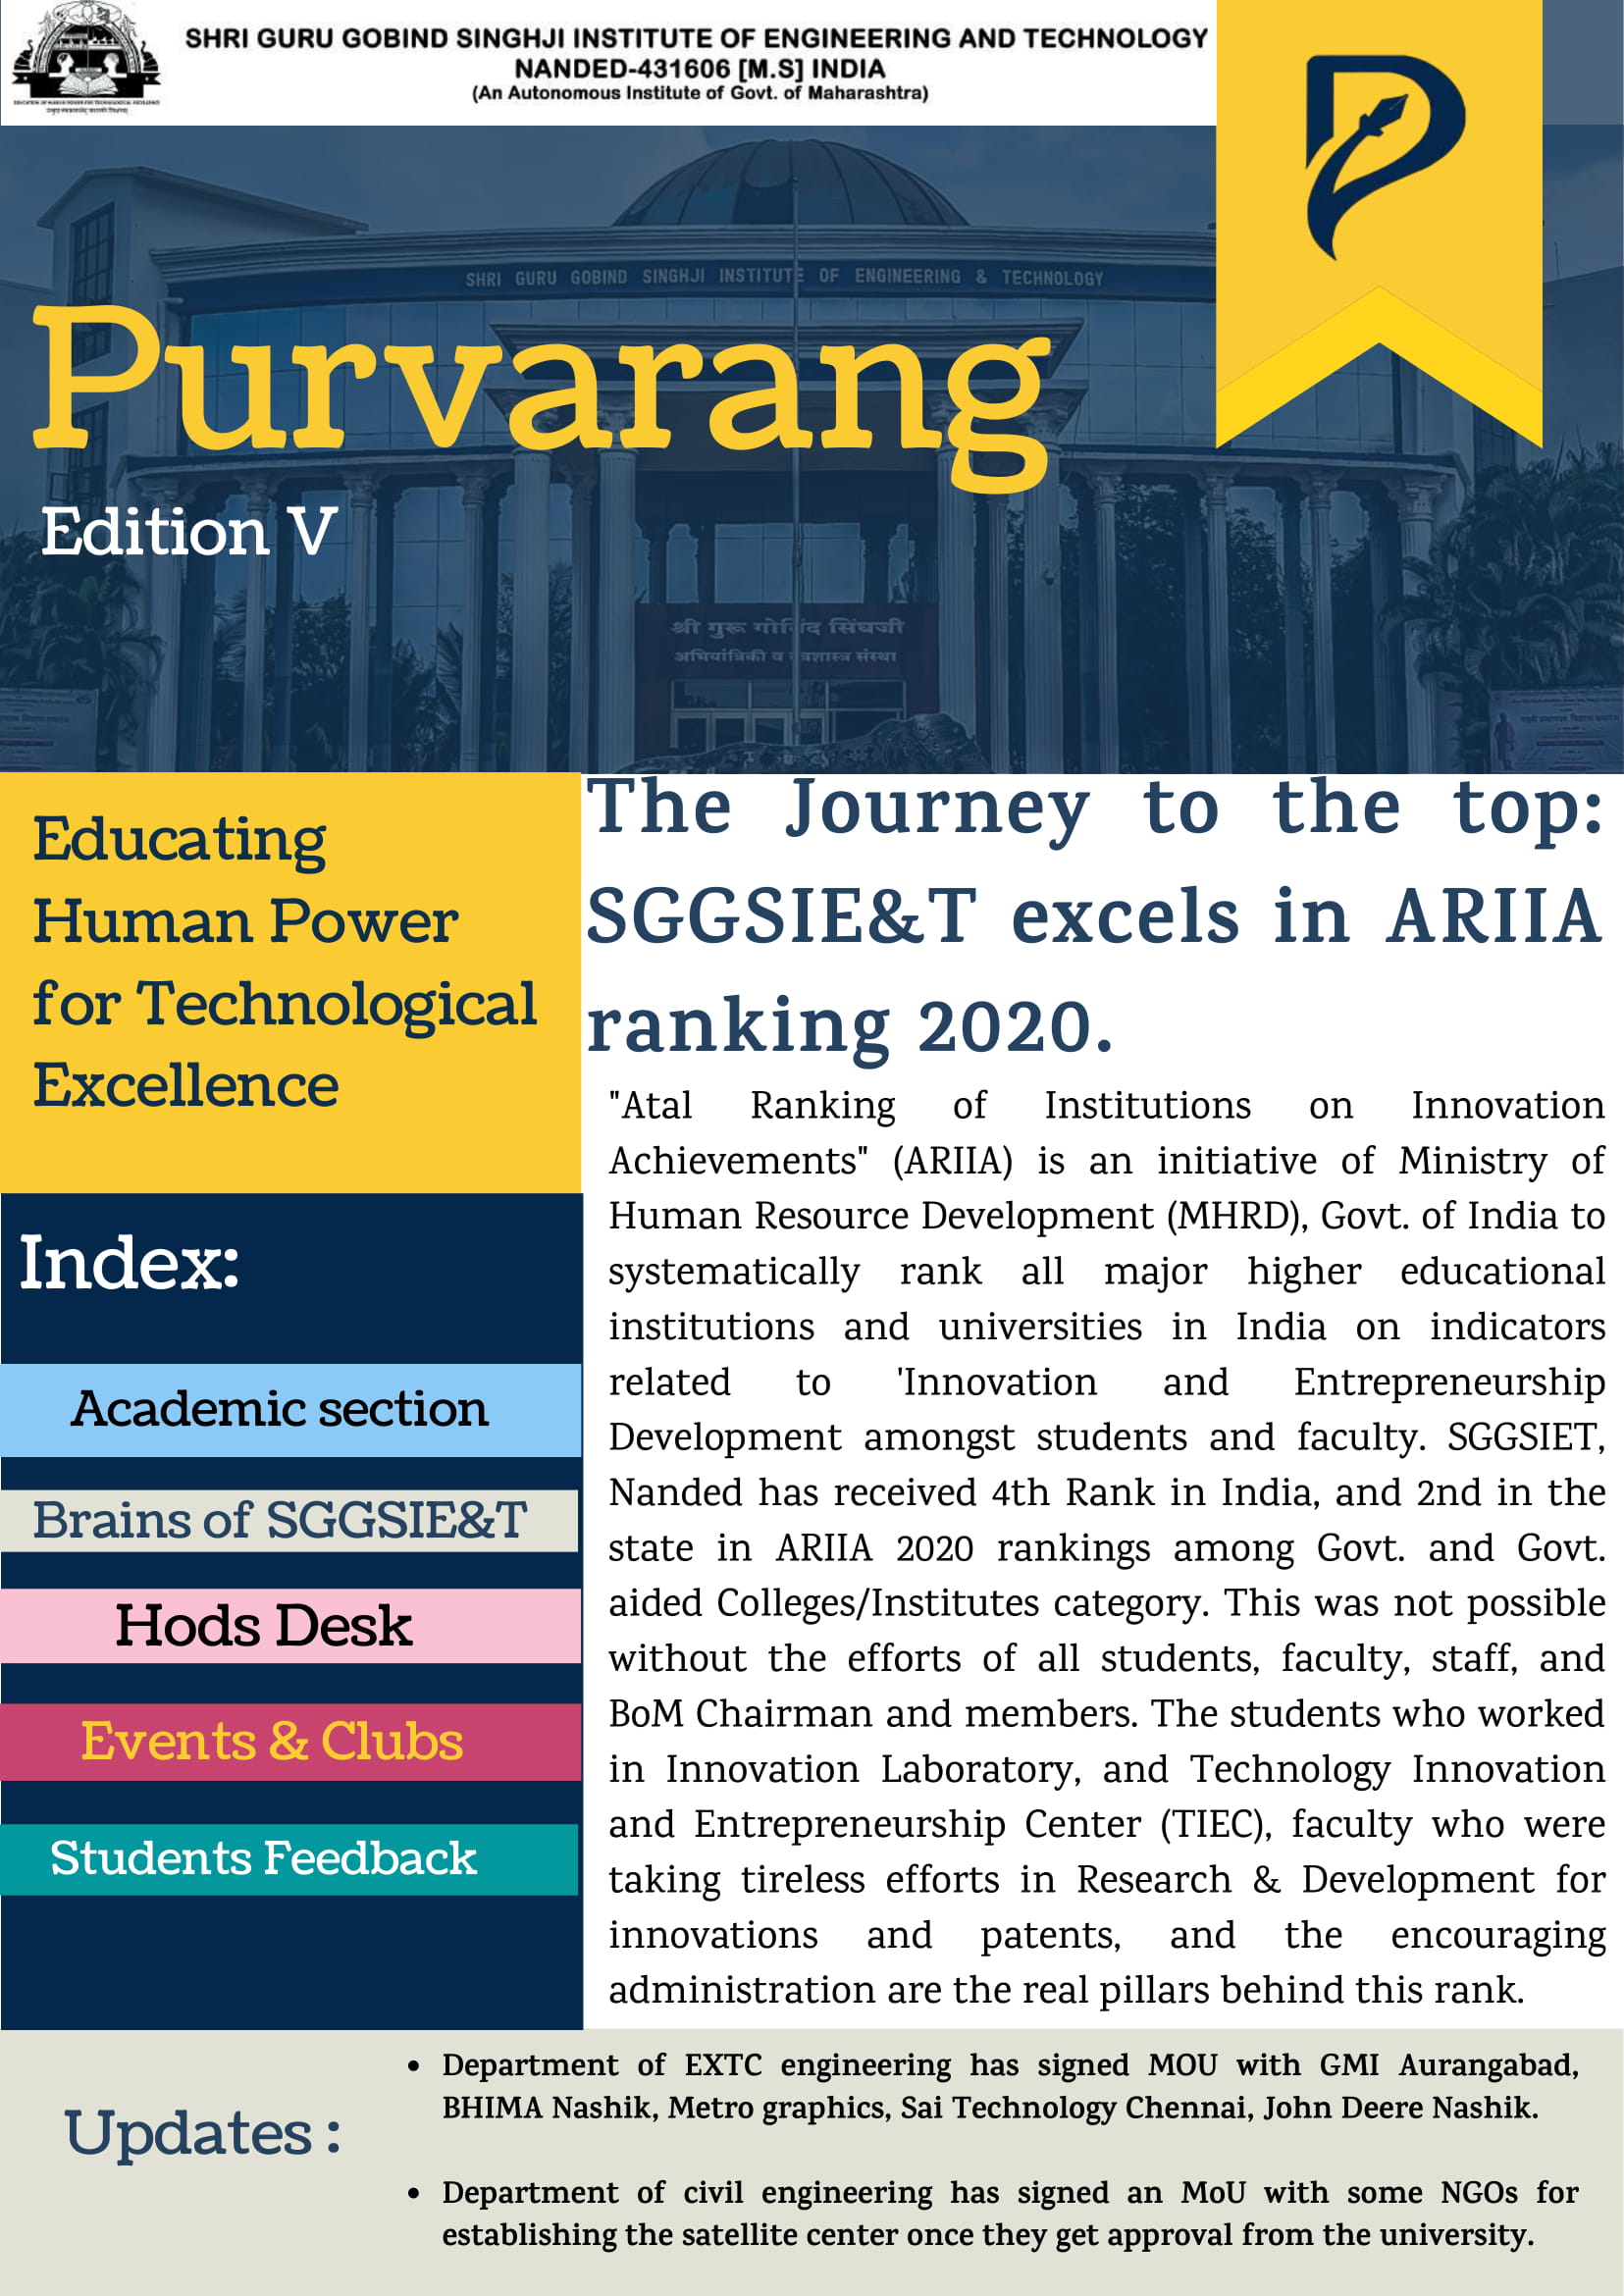 SHRI GURU GOBIND SINGHJI INSTITUTE OF ENGINEERING AND TECHNOLOGY
NANDED-431606 [M.S] INDIA
(An Autonomous Institute of Govt. of Maharashtra)
SHRI GURU GOBIND SINGHJI INSTITUTE OF ENGINEERING & TECHNOLOGY
Purvarang
Edition V
श्री गुरू गोविंद सिंघजी
अभियांत्रिकी व
संस्था
Educating
Human Power
for Technological
Excellence
Index:
Academic section
Brains of SGGSIE&T
Hods Desk
Events & Clubs
Students Feedback
The Journey to the top:
SGGSIE&T excels in ARIIA
ranking 2020.
"Atal Ranking of Institutions on Innovation
Achievements" (ARIIA) is an initiative of Ministry of
Human Resource Development (MHRD), Govt. of India to
systematically rank all major higher educational
institutions and universities in India on indicators
related to 'Innovation and Entrepreneurship
Development amongst students and faculty. SGGSIET,
Nanded has received 4th Rank in India, and 2nd in the
state in ARIIA 2020 rankings among Govt. and Govt.
aided Colleges/Institutes category. This was not possible
without the efforts of all students, faculty, staff, and
BoM Chairman and members. The students who worked
in Innovation Laboratory, and Technology Innovation
and Entrepreneurship Center (TIEC), faculty who were
taking tireless efforts in Research & Development for
innovations and patents, and the encouraging
administration are the real pillars behind this rank.
Updates :
• Department of EXTC engineering has signed MOU with GMI Aurangabad,
BHIMA Nashik, Metro graphics, Sai Technology Chennai, John Deere Nashik.
• Department of civil engineering has signed an MoU with some NGOs for
establishing the satellite center once they get approval from the university.